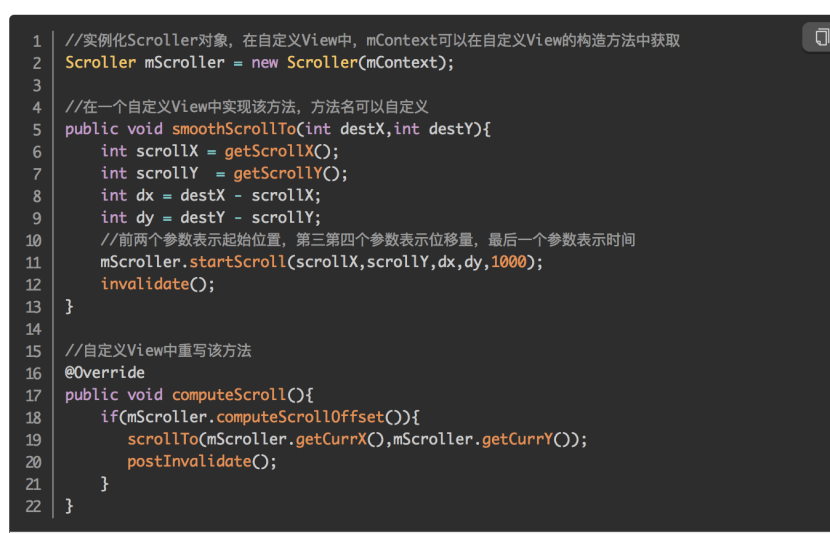 1 //实例化Scroller对象，在自定义View中，mContext可以在自定义View的构造方法中获取
2 Scroller mScroller = new Scroller(mContext);
3
4 //在一个自定义View中实现该方法，方法名可以自定义
5 public void smoothScrollTo(int destX,int destY){
6     int scrollX = getScrollX();
7     int scrollY  = getScrollY();
8     int dx = destX - scrollX;
9     int dy = destY - scrollY;
10     //前两个参数表示起始位置，第三第四个参数表示位移量，最后一个参数表示时间
11     mScroller.startScroll(scrollX,scrollY,dx,dy,1000);
12     invalidate();
13 }
14
15 //自定义View中重写该方法
16 @Override
17 public void computeScroll(){
18     if(mScroller.computeScrollOffset()){
19        scrollTo(mScroller.getCurrX(),mScroller.getCurrY());
20        postInvalidate();
21     }
22 }